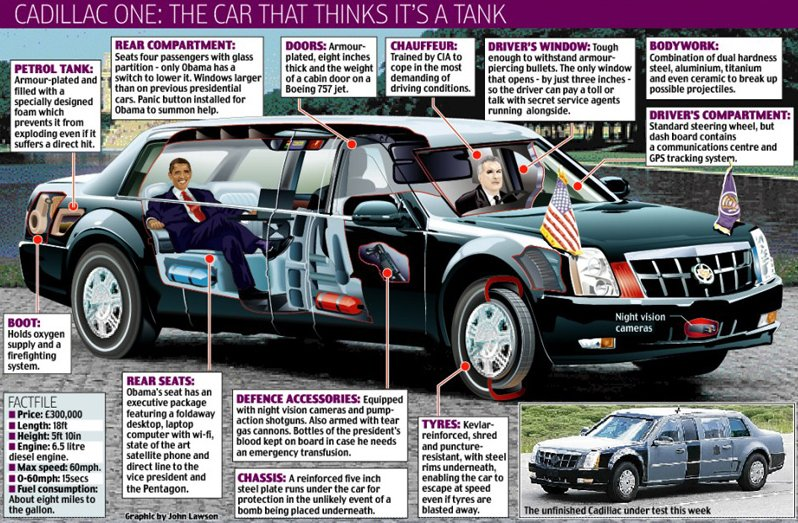 CADILLAC ONE: THE CAR THAT THINKS IT'S A TANK
PETROL TANK:
Armour-plated and
filled with a
specially designed
foam which
prevents it from
exploding even if it
suffers a direct hit.
REAR COMPARTMENT:
Seats four passengers with glass
partition - only Obama has a
switch to lower it. Windows larger
than on previous presidential
cars. Panic button installed for
Obama to summon help.
DOORS: Armour-
plated, eight inches
thick and the weight
of a cabin door on a
Boeing 757 jet.
CHAUFFEUR:
Trained by CIA to
cope in the most
demanding of
driving conditions.
DRIVER'S WINDOW: Tough
enough to withstand armour-
piercing bullets. The only window
that opens - by just three inches -
so the driver can pay a toll or
talk with secret service agents
running alongside.
BODYWORK:
Combination of dual hardness
steel, aluminium, titanium
and even ceramic to break up
possible projectiles.
DRIVER'S COMPARTMENT:
Standard steering wheel, but
dash board contains
a communications centre and
GPS tracking system.
Night vision
cameras
BOOT:
Holds oxygen
supply and a
firefighting
system.
FACTFILE
■ Price: £300,000
■ Length: 18ft
■ Height: 5ft 10in
■ Engine: 6.5 litre
diesel engine.
■ Max speed: 60mph.
■ 0-60mph: 15secs
■ Fuel consumption:
About eight miles to
the gallon.
REAR SEATS:
Obama's seat has an
executive package
featuring a foldaway
desktop, laptop
computer with wi-fi,
state of the art
satellite phone and
direct line to the
vice president and
the Pentagon.
Graphic by John Lawson
DEFENCE ACCESSORIES: Equipped
with night vision cameras and pump-
action shotguns. Also armed with tear
gas cannons. Bottles of the president's
blood kept on board in case he needs
an emergency transfusion.
CHASSIS: A reinforced five inch
steel plate runs under the car for
protection in the unlikely event of a
bomb being placed underneath.
TYRES: Kevlar-
reinforced, shred
and puncture-
resistant, with steel
rims underneath,
enabling the car to
escape at speed
even if tyres are
blasted away.
The unfinished Cadillac under test this week